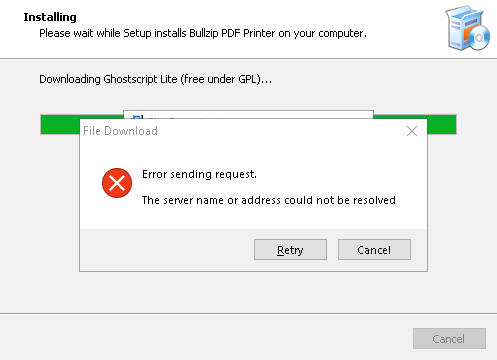 Installing
Please wait while Setup installs Bullzip PDF Printer on your computer.
Downloading Ghostscript Lite (free under GPL)...
File Download
Error sending request.
The server name or address could not be resolved
Retry
Cancel
Cancel